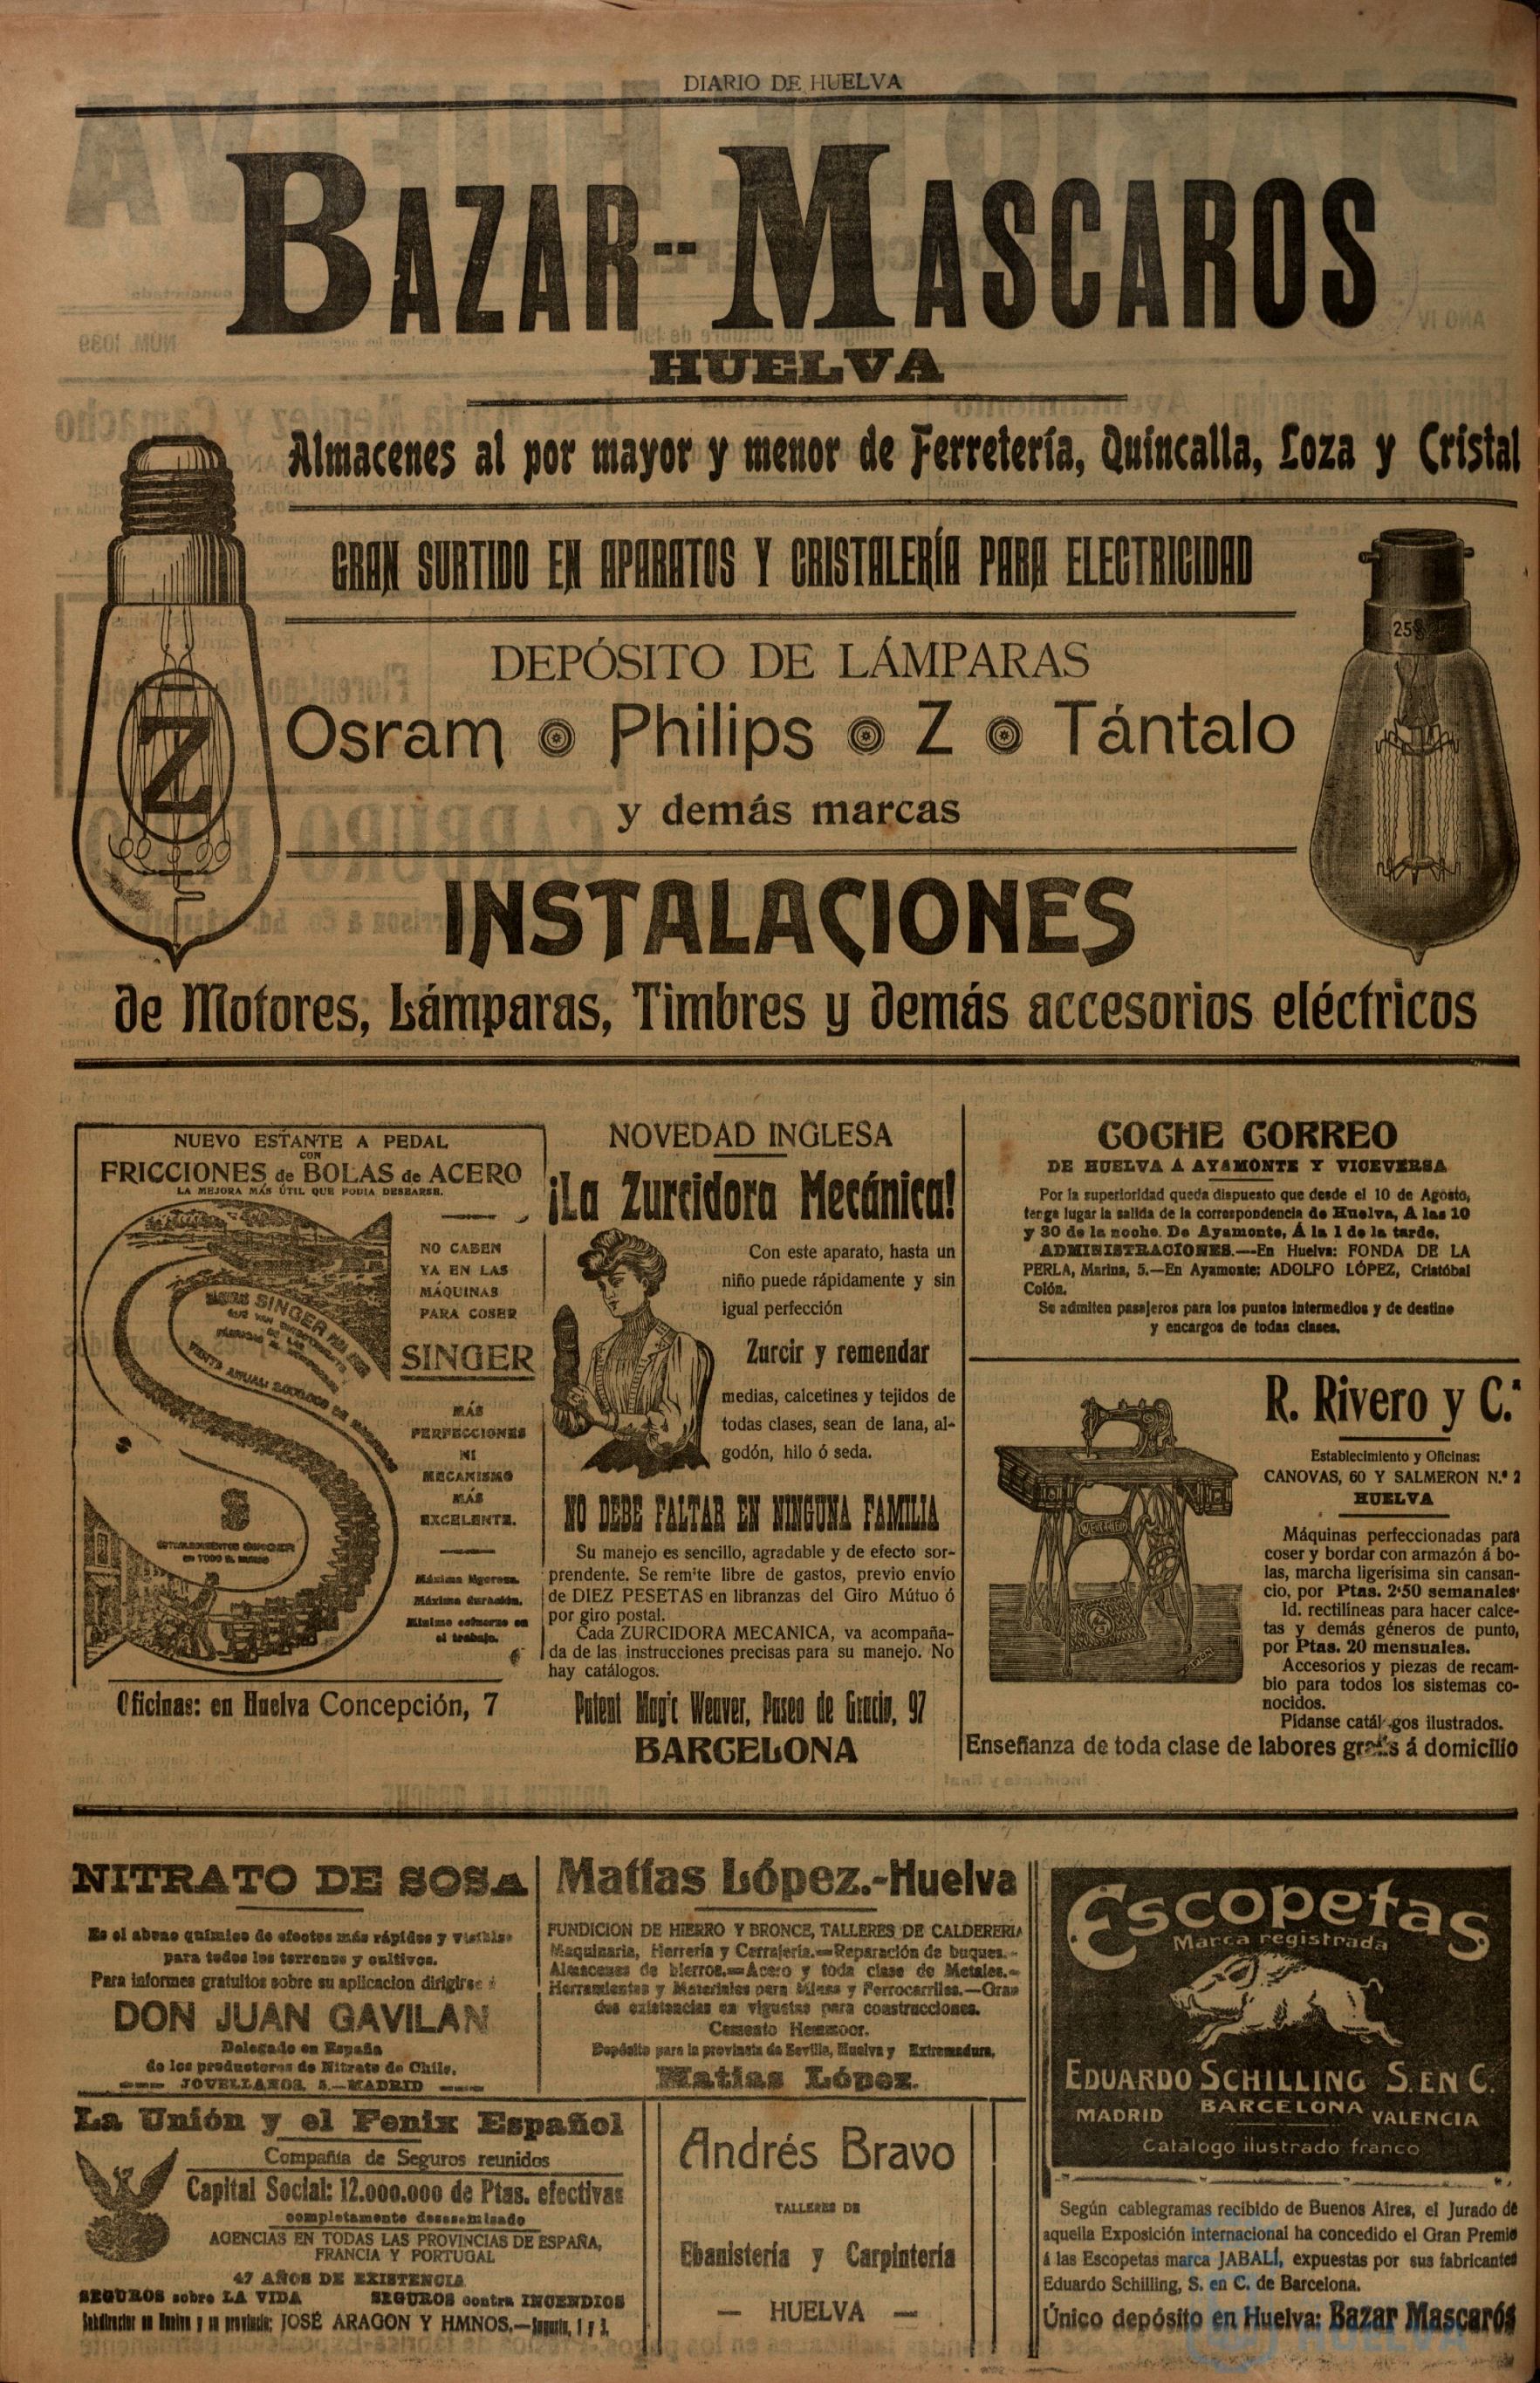 DIARIO DE HUELVA
BAZAR-MASCAROS
HUELVA
Almacenes al por mayor y menor de Ferretería, Quincalla, Loza y Cristal
GRAN SURTIDO EN APARATOS Y CRISTALERÍA PARA ELECTRICIDAD
DEPÓSITO DE LÁMPARAS
Osram Philips Z Tántalo
y demás marcas
Z
25
INSTALACIONES
de Motores, Lámparas, Timbres y demás accesorios eléctricos
NUEVO ESTANTE A PEDAL
CON
FRICCIONES de BOLAS de ACERO
LA MEJORA MÁS ÚTIL QUE PODIA DESEARSE.
NO CABEN
YA EN LAS
MÁQUINAS
PARA COSER
SINGER
MÁS
PERFECCIONES
NI
MECANISMO
MÁS
EXCELENTE.
Máxima ligereza.
Máxima duración.
Mínimo esfuerzo en
el trabajo.
SINGER
VENTA ANUAL
S
ESTABLECIMIENTOS SINGER
EN TODO EL MUNDO
Oficinas: en Huelva Concepción, 7
NOVEDAD INGLESA
¡La Zurcidora Mecánica!
Con este aparato, hasta un
niño puede rápidamente y sin
igual perfección
Zurcir y remendar
medias, calcetines y tejidos de
todas clases, sean de lana, al-
godón, hilo ó seda.
NO DEBE FALTAR EN NINGUNA FAMILIA
Su manejo es sencillo, agradable y de efecto sor-
prendente. Se remite libre de gastos, previo envio
de DIEZ PESETAS en libranzas del Giro Mútuo ó
por giro postal.
Cada ZURCIDORA MECANICA, va acompaña-
da de las instrucciones precisas para su manejo. No
hay catálogos.
Patent Magic Weaver, Paseo de Gracia, 97
BARCELONA
COCHE CORREO
DE HUELVA Á AYAMONTE Y VICEVERSA
Por la superioridad queda dispuesto que desde el 10 de Agosto,
tenga lugar la salida de la correspondencia de Huelva, Á las 10
y 30 de la noche. De Ayamonte, Á la 1 de la tarde.
ADMINISTRACIONES.—En Huelva: FONDA DE LA
PERLA, Marina, 5.—En Ayamonte: ADOLFO LÓPEZ, Cristóbal
Colón.
Se admiten pasajeros para los puntos intermedios y de destino
y encargos de todas clases.
R. Rivero y C.ª
Establecimiento y Oficinas:
CANOVAS, 60 Y SALMERON N.º 2
HUELVA
Máquinas perfeccionadas para
coser y bordar con armazón á bo-
las, marcha ligerísima sin cansan-
cio, por Ptas. 2'50 semanales.
Id. rectilíneas para hacer calce-
tas y demás géneros de punto,
por Ptas. 20 mensuales.
Accesorios y piezas de recam-
bio para todos los sistemas co-
nocidos.
Pidanse catálogos ilustrados.
Enseñanza de toda clase de labores gratis á domicilio
NITRATO DE SOSA
Es el abono químico de efectos más rápidos y visibles
para todos los terrenos y cultivos.
Para informes gratuitos sobre su aplicacion dirigirse á
DON JUAN GAVILAN
Delegado en España
de los productores de Nitrato de Chile.
JOVELLANOS, 5.—MADRID
Matías López.-Huelva
FUNDICION DE HIERRO Y BRONCE, TALLERES DE CALDERERIA
Maquinaria, Herrería y Cerrajería.—Reparación de buques.-
Almacenes de hierros.—Acero y toda clase de Metales.-
Herramientas y Materiales para Minas y Ferrocarriles.—Gran
des existencias en viguetas para construcciones.
Cemento Hemmoor.
Depósito para la provincia de Sevilla, Huelva y Extremadura,
Matías López.
Escopetas
Marca registrada
EDUARDO SCHILLING S. EN C.
MADRID BARCELONA VALENCIA
Catálogo ilustrado franco
Según cablegramas recibido de Buenos Aires, el Jurado de
aquella Exposición internacional ha concedido el Gran Premio
á las Escopetas marca JABALÍ, expuestas por sus fabricantes
Eduardo Schilling, S. en C. de Barcelona.
Único depósito en Huelva: Bazar Mascarós
La Unión y el Fenix Español
Compañía de Seguros reunidos
Capital Social: 12.000.000 de Ptas. efectivas
completamente desesembolsado
AGENCIAS EN TODAS LAS PROVINCIAS DE ESPAÑA,
FRANCIA Y PORTUGAL
47 AÑOS DE EXISTENCIA
SEGUROS sobre LA VIDA SEGUROS contra INCENDIOS
Subdirector en Huelva y su provincia: JOSÉ ARAGON Y HMNOS.—Sagasta, 1 y 3.
Andrés Bravo
TALLERES DE
Ebanistería y Carpintería
— HUELVA —
HUELVA